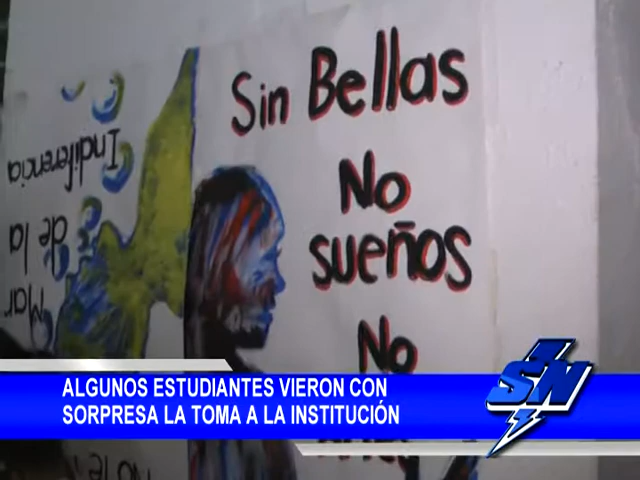 Sin Bellas
No
sueños
No
Mar
de la
Indiferencia
ALGUNOS ESTUDIANTES VIERON CON
SORPRESA LA TOMA A LA INSTITUCIÓN
SN